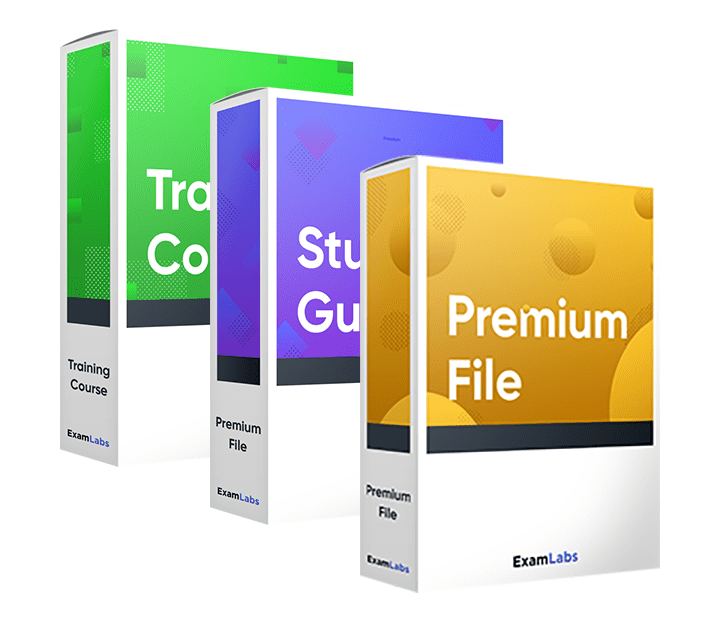 Tra
Co
Training
Course
ExamLabs
Stu
Gu
Premium
File
ExamLabs
Premium
File
Premium
File
ExamLabs
ExamLabs